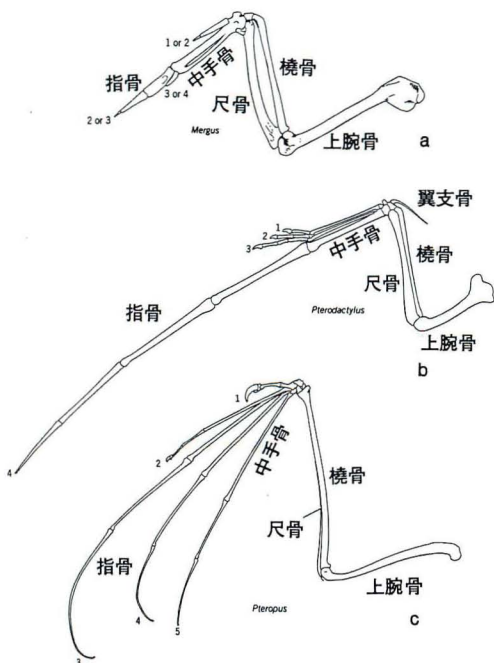 1 or 2
指骨
中手骨
橈骨
3 or 4
尺骨
2 or 3
Mergus
上腕骨
a
翼支骨
1
2
3
中手骨
橈骨
尺骨
指骨
Pterodactylus
上腕骨
b
4
1
2
中手骨
橈骨
尺骨
指骨
上腕骨
4
5
Pteropus
c
3